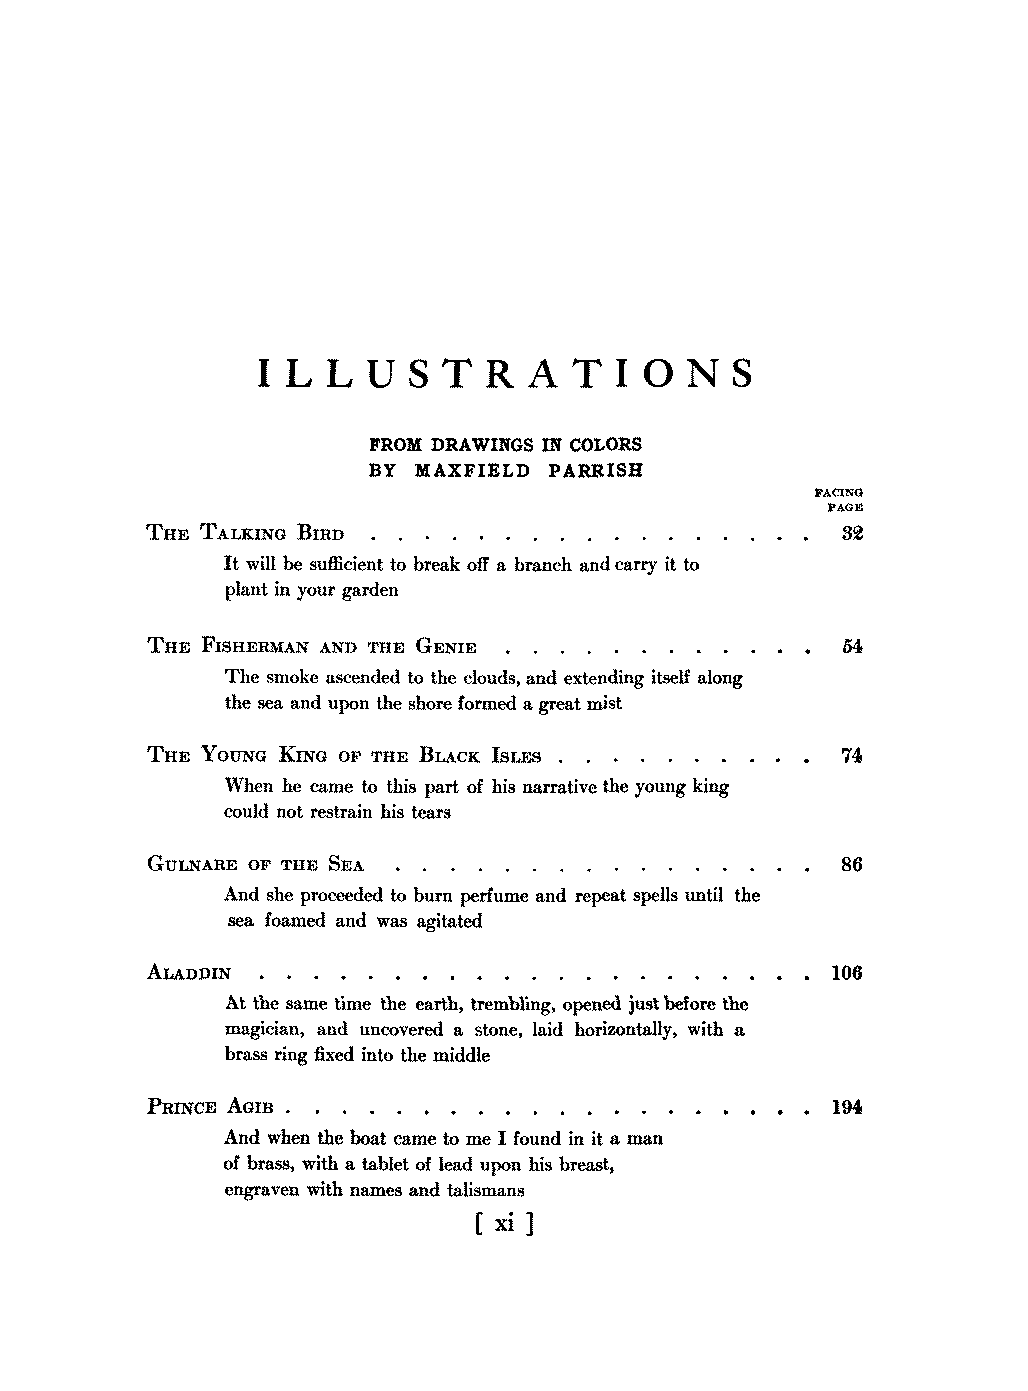 ILLUSTRATIONS
FROM DRAWINGS IN COLORS
BY MAXFIELD PARRISH
FACING
PAGE
THE TALKING BIRD . . . . . . . . . . . . . . . . . 32
It will be sufficient to break off a branch and carry it to
plant in your garden
THE FISHERMAN AND THE GENIE . . . . . . . . . . . . 54
The smoke ascended to the clouds, and extending itself along
the sea and upon the shore formed a great mist
THE YOUNG KING OF THE BLACK ISLES . . . . . . . . . . 74
When he came to this part of his narrative the young king
could not restrain his tears
GULNARE OF THE SEA . . . . . . . . . . . . . . . . 86
And she proceeded to burn perfume and repeat spells until the
sea foamed and was agitated
ALADDIN . . . . . . . . . . . . . . . . . . . . . 106
At the same time the earth, trembling, opened just before the
magician, and uncovered a stone, laid horizontally, with a
brass ring fixed into the middle
PRINCE AGIB . . . . . . . . . . . . . . . . . . . . 194
And when the boat came to me I found in it a man
of brass, with a tablet of lead upon his breast,
engraven with names and talismans
[ xi ]